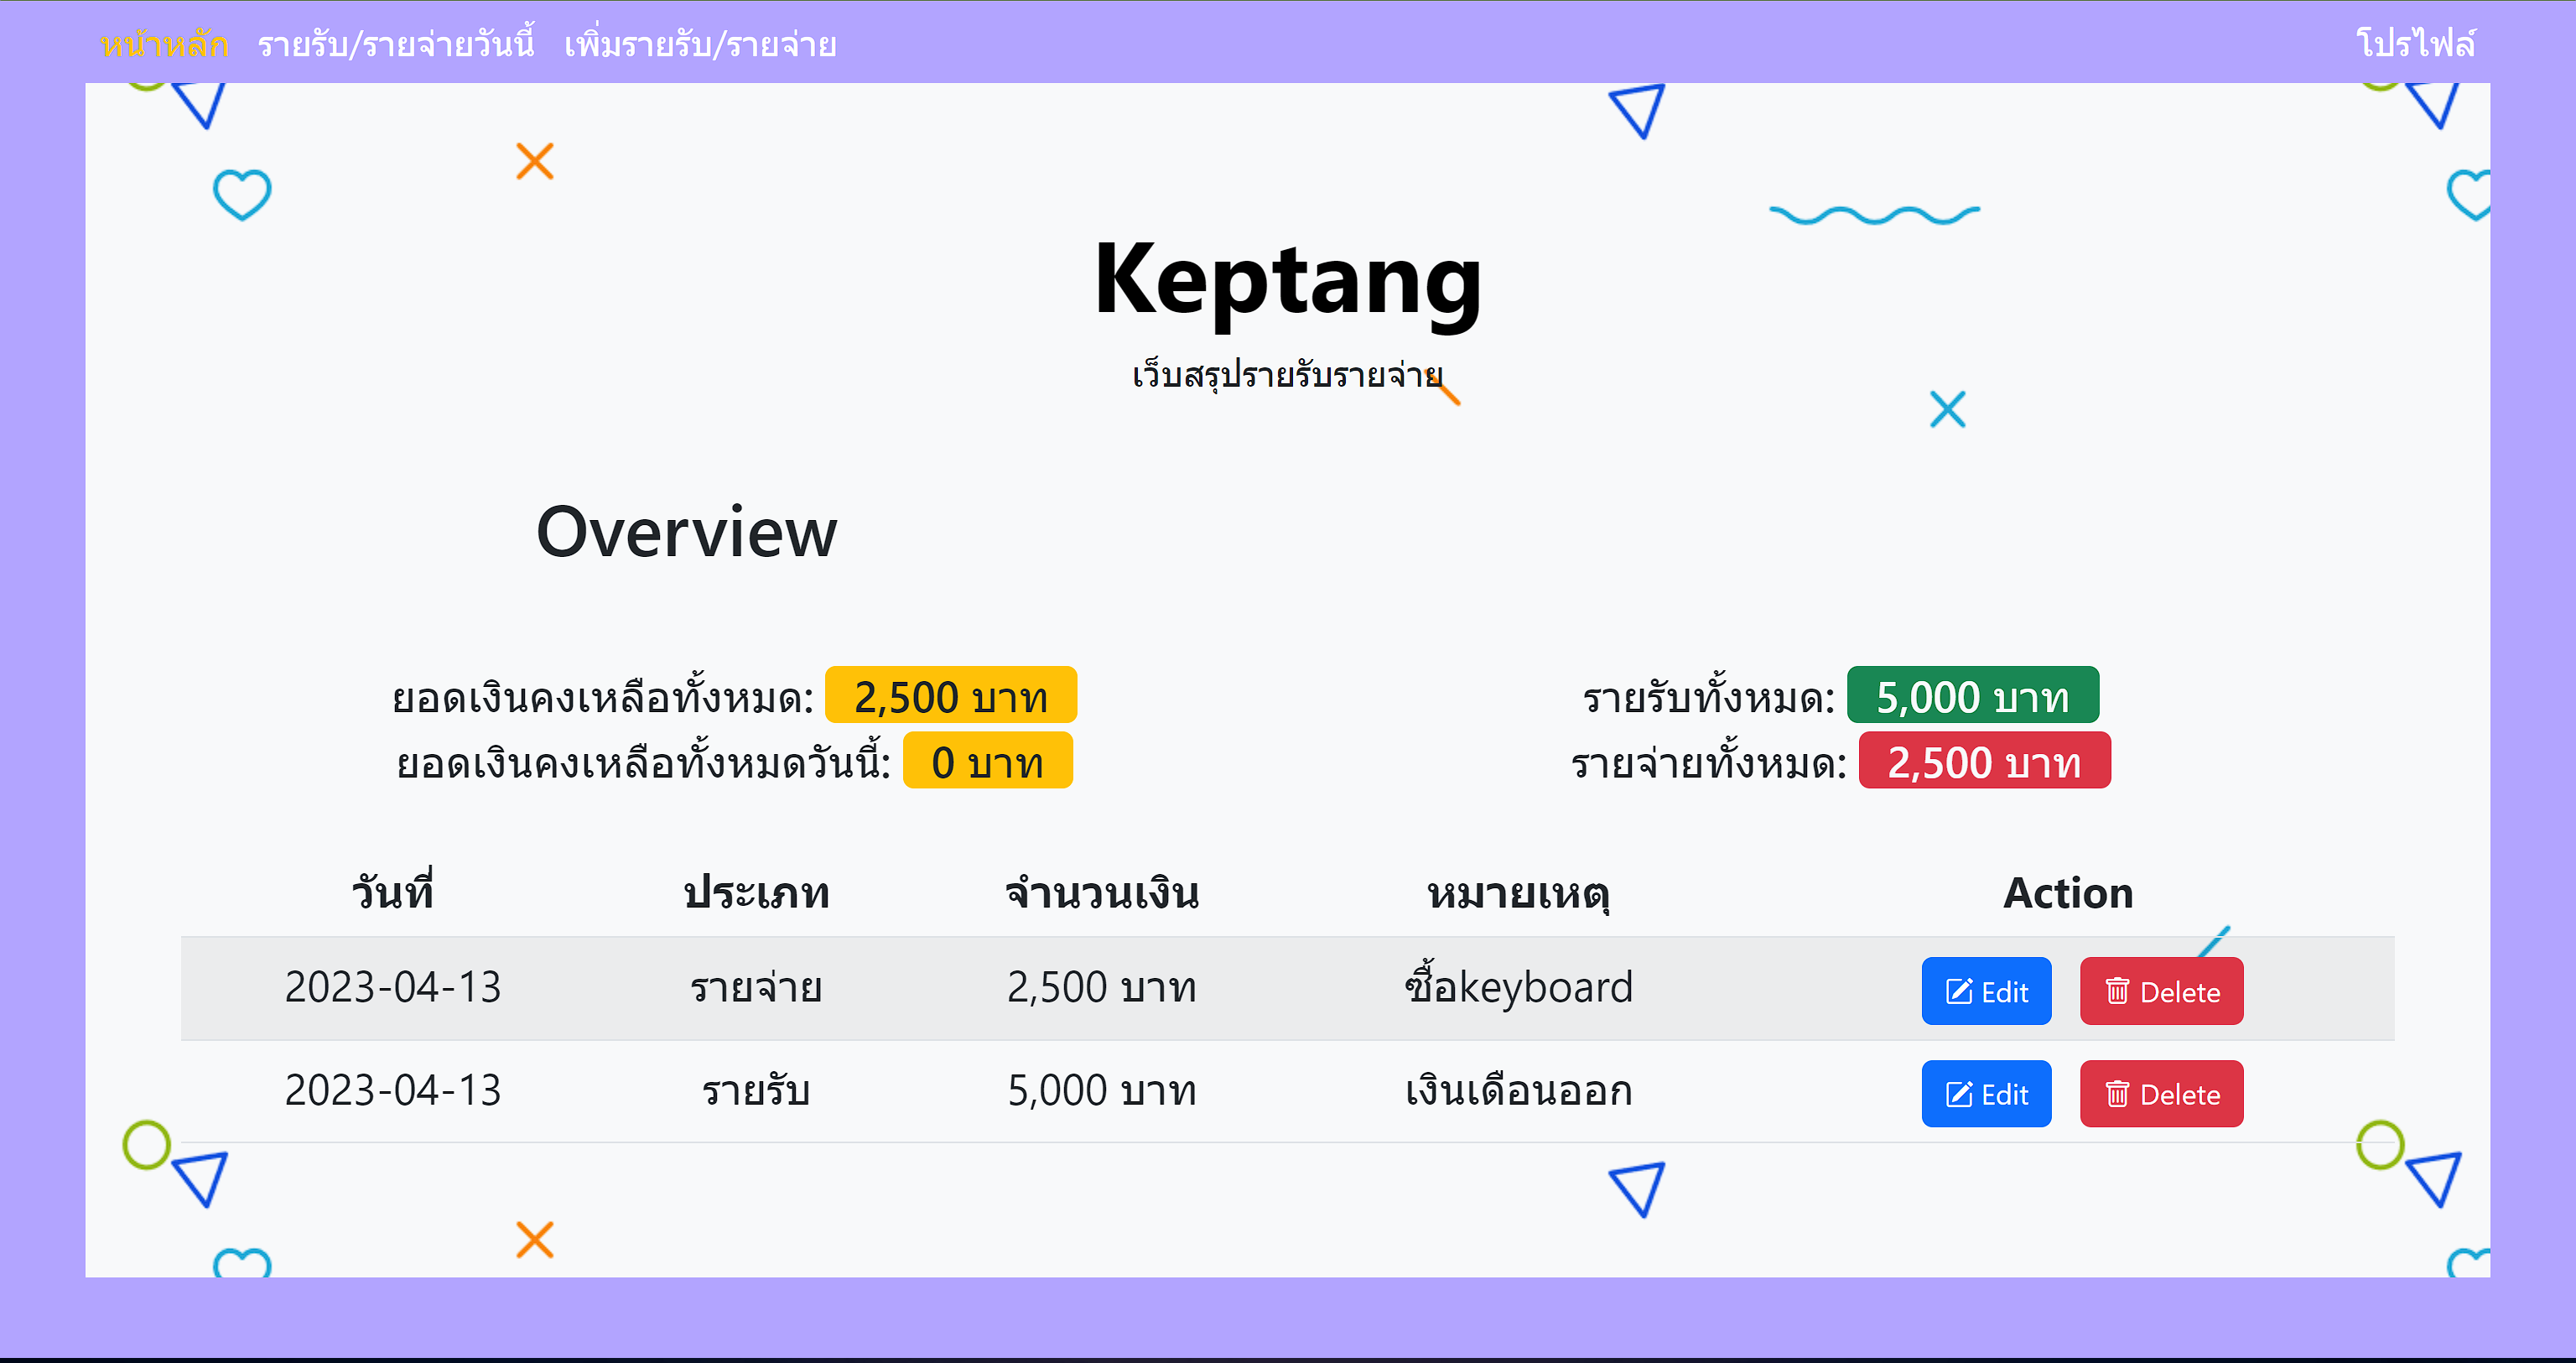 หน้าหลัก รายรับ/รายจ่ายวันนี้ เพิ่มรายรับ/รายจ่าย โปรไฟล์
Keptang
เว็บสรุปรายรับรายจ่าย
Overview
ยอดเงินคงเหลือทั้งหมด: 2,500 บาท รายรับทั้งหมด: 5,000 บาท
ยอดเงินคงเหลือทั้งหมดวันนี้: 0 บาท รายจ่ายทั้งหมด: 2,500 บาท
วันที่ ประเภท จำนวนเงิน หมายเหตุ Action
2023-04-13 รายจ่าย 2,500 บาท ซื้อkeyboard Edit Delete
2023-04-13 รายรับ 5,000 บาท เงินเดือนออก Edit Delete